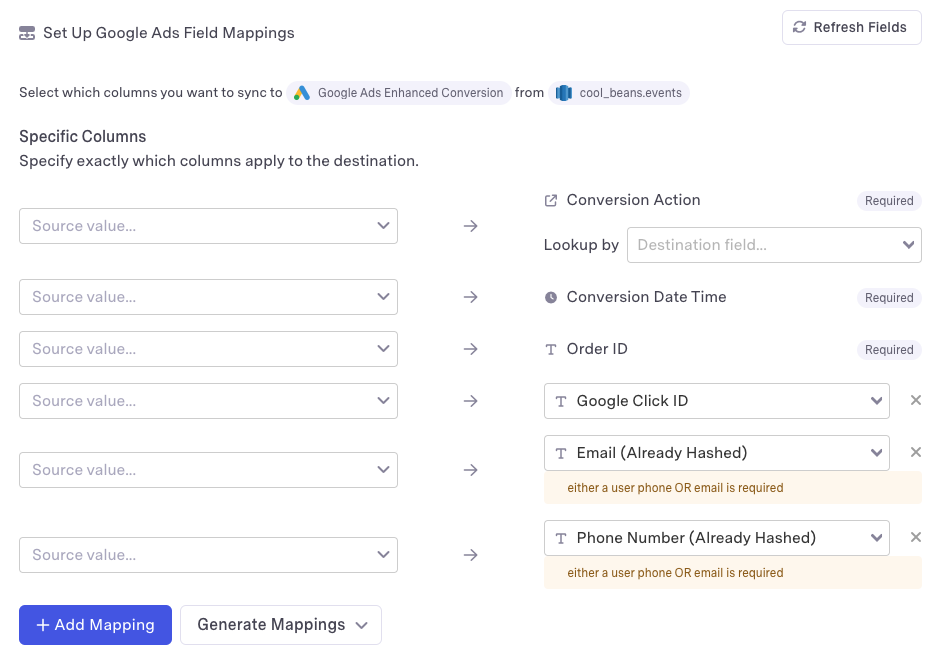 Set Up Google Ads Field Mappings
Refresh Fields
Select which columns you want to sync to Google Ads Enhanced Conversion from cool_beans.events
Specific Columns
Specify exactly which columns apply to the destination.
Source value...
Conversion Action
Required
Lookup by Destination field...
Source value...
Conversion Date Time
Required
Source value...
Order ID
Required
Source value...
Google Click ID
Source value...
Email (Already Hashed)
either a user phone OR email is required
Source value...
Phone Number (Already Hashed)
either a user phone OR email is required
+ Add Mapping
Generate Mappings